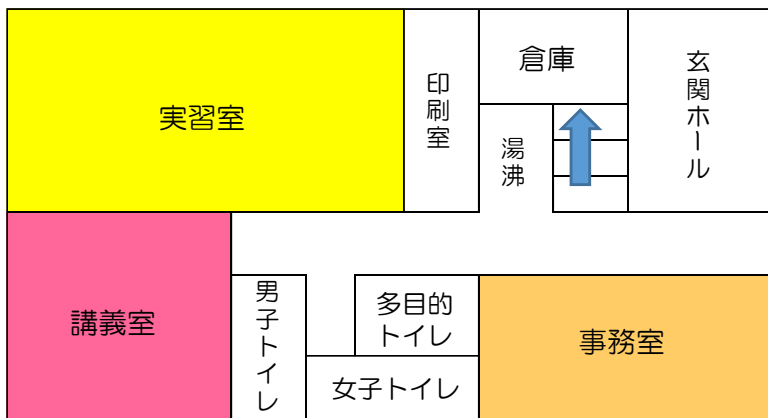 実習室
印刷室
倉庫
湯沸
玄関ホール
講義室
男子トイレ
多目的
トイレ
女子トイレ
事務室